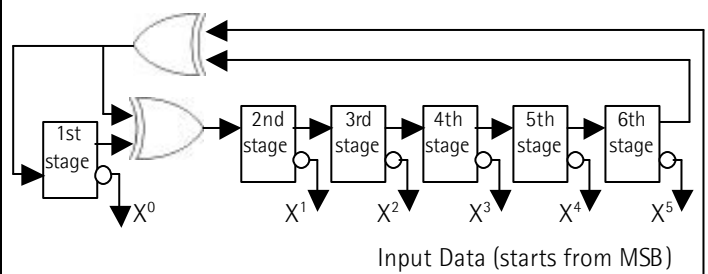 1st
stage
2nd
stage
3rd
stage
4th
stage
5th
stage
6th
stage
X⁰
X¹
X²
X³
X⁴
X⁵
Input Data (starts from MSB)